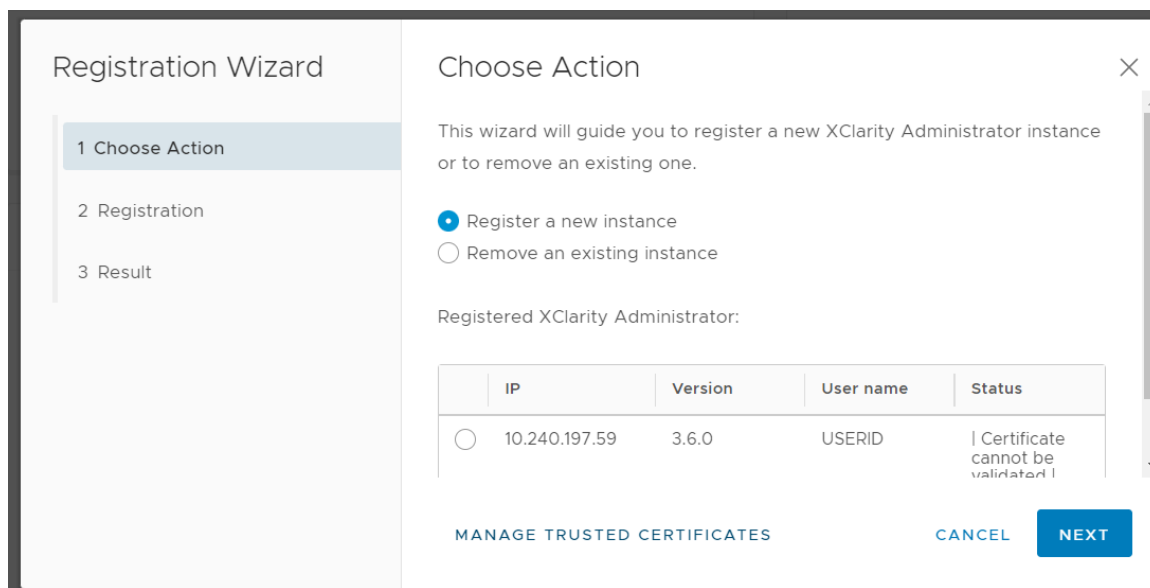 Registration Wizard
1 Choose Action
2 Registration
3 Result
Choose Action
This wizard will guide you to register a new XClarity Administrator instance
or to remove an existing one.
Register a new instance
Remove an existing instance
Registered XClarity Administrator:
IP Version User name Status
10.240.197.59 3.6.0 USERID | Certificate
cannot be
validated |
MANAGE TRUSTED CERTIFICATES CANCEL NEXT